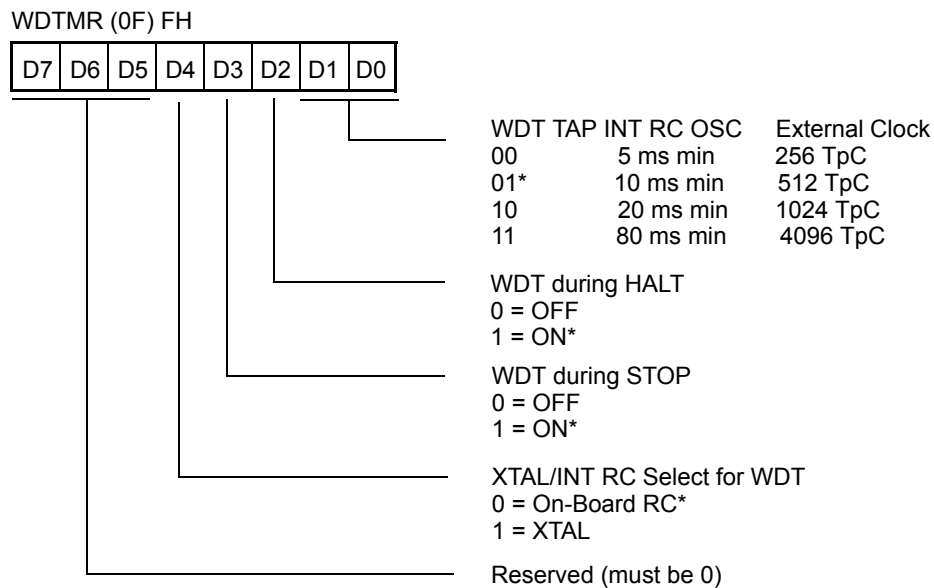 WDTMR (0F) FH
D7 D6 D5 D4 D3 D2 D1 D0
WDT TAP INT RC OSC External Clock
00 5 ms min 256 TpC
01* 10 ms min 512 TpC
10 20 ms min 1024 TpC
11 80 ms min 4096 TpC
WDT during HALT
0 = OFF
1 = ON*
WDT during STOP
0 = OFF
1 = ON*
XTAL/INT RC Select for WDT
0 = On-Board RC*
1 = XTAL
Reserved (must be 0)